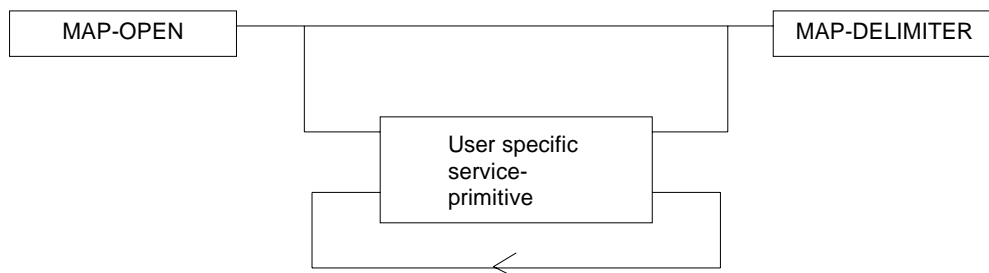 MAP-OPEN
MAP-DELIMITER
User specific
service-
primitive